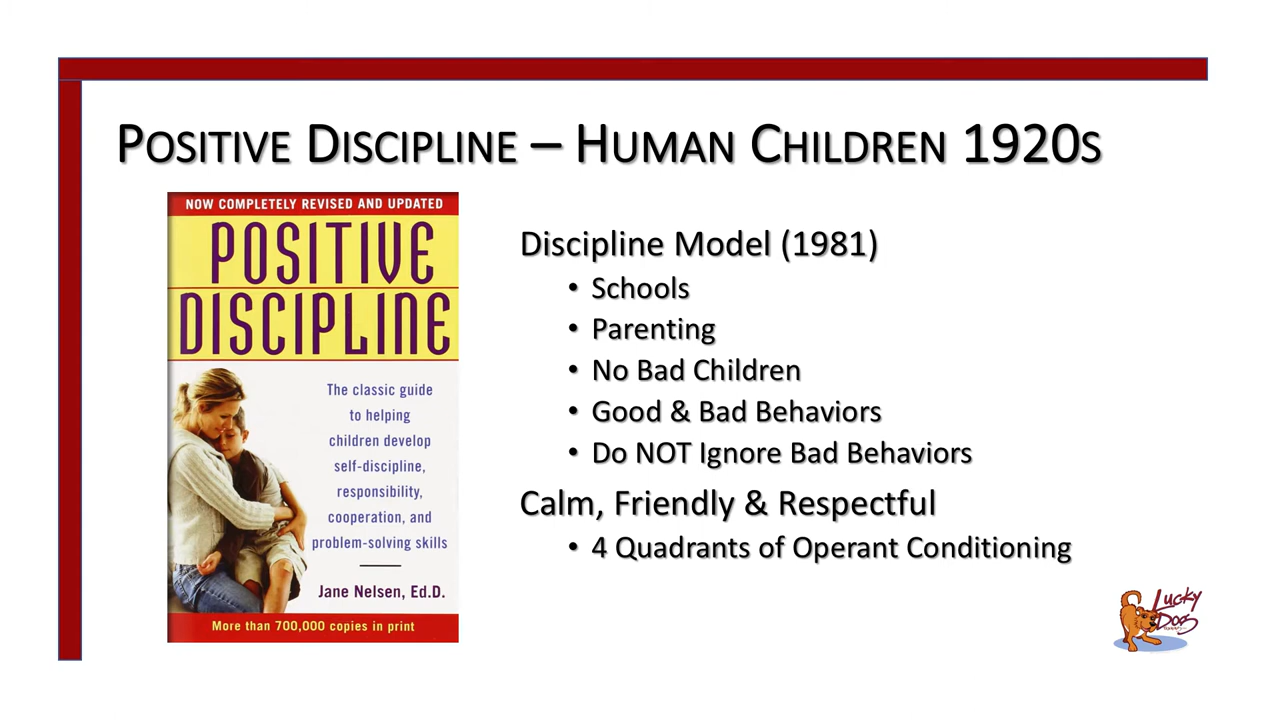 Positive Discipline – Human Children 1920s
NOW COMPLETELY REVISED AND UPDATED
POSITIVE
DISCIPLINE
The classic guide
to helping
children develop
self-discipline,
responsibility,
cooperation, and
problem-solving skills
Jane Nelsen, Ed.D.
More than 700,000 copies in print
Discipline Model (1981)
• Schools
• Parenting
• No Bad Children
• Good & Bad Behaviors
• Do NOT Ignore Bad Behaviors
Calm, Friendly & Respectful
• 4 Quadrants of Operant Conditioning
Lucky
Dog